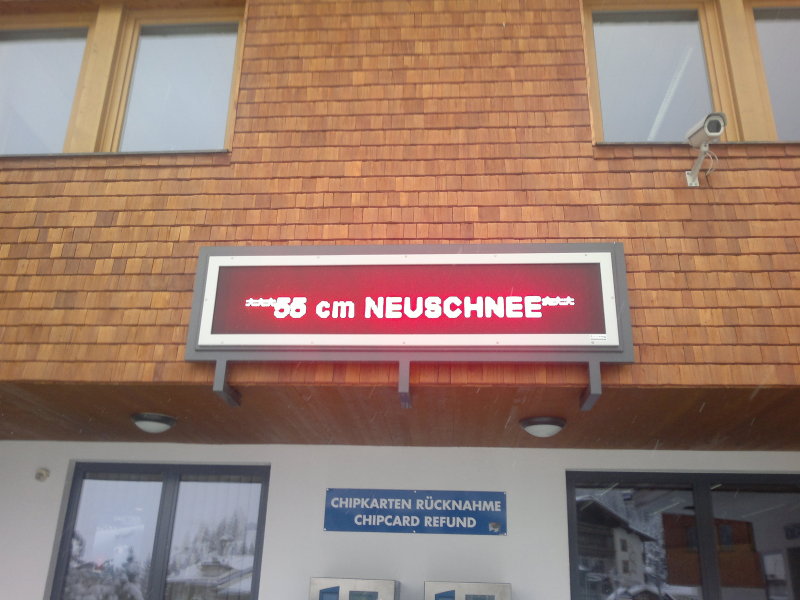 ***55 cm NEUSCHNEE***
CHIPKARTEN RÜCKNAHME
CHIPCARD REFUND